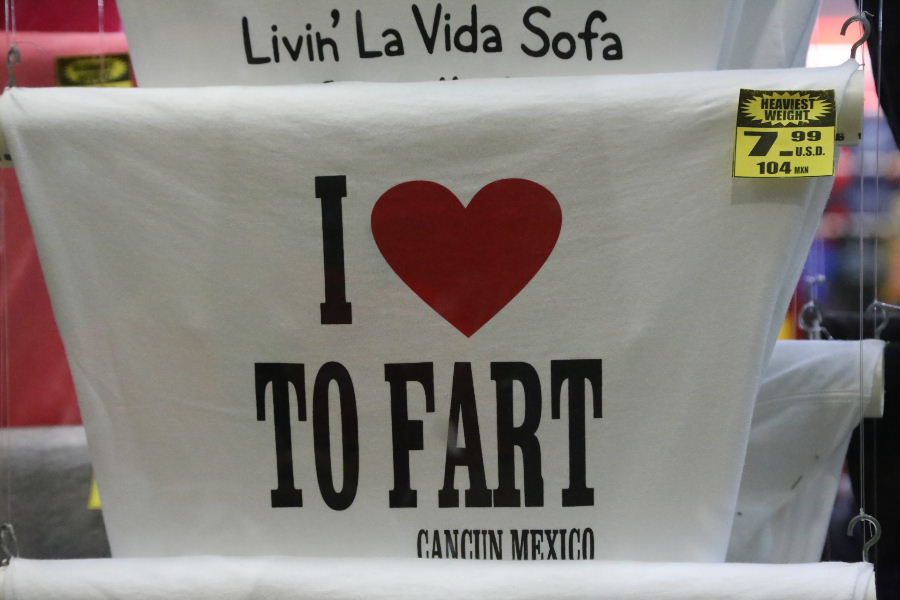 Livin' La Vida Sofa
HEAVIEST
WEIGHT
7.99
U.S.D.
104 MXN
I ❤
TO FART
CANCUN MEXICO